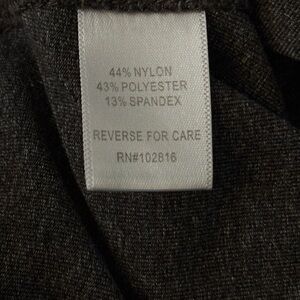 44% NYLON
43% POLYESTER
13% SPANDEX
REVERSE FOR CARE
RN#102816